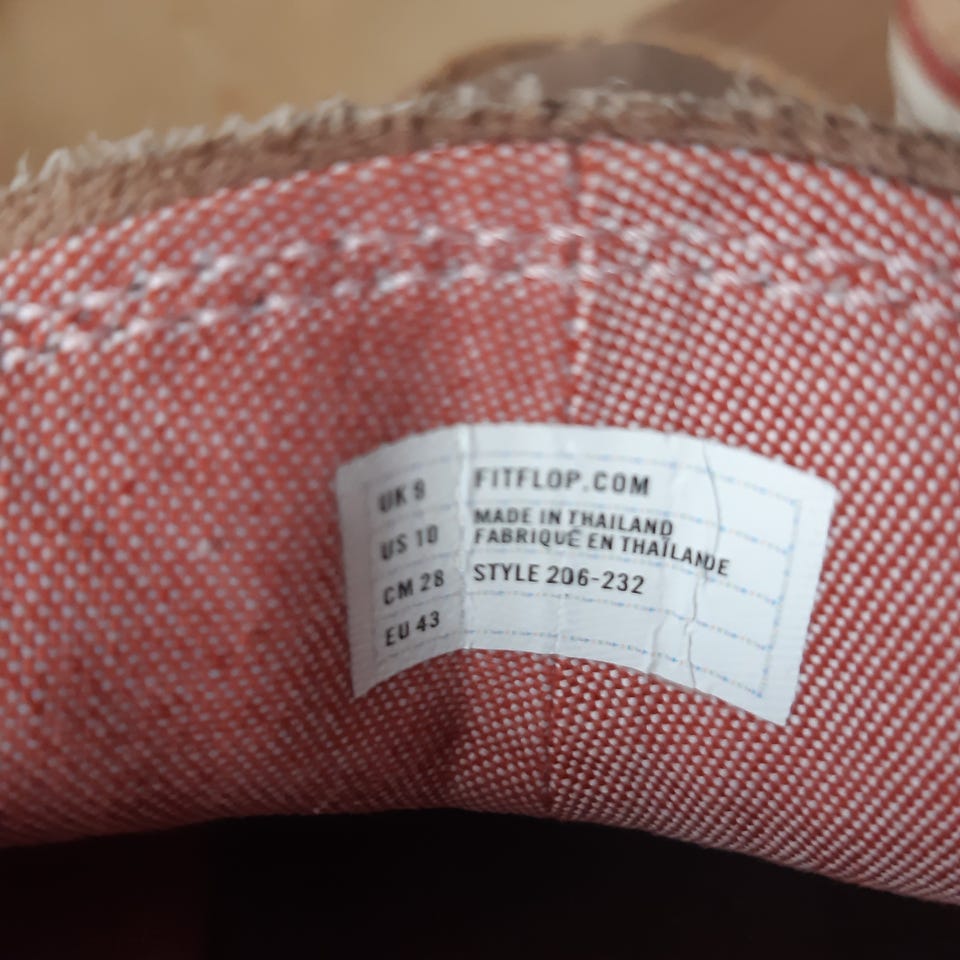 UK 9
US 10
CM 28
EU 43
FITFLOP.COM
MADE IN THAILAND
FABRIQUÉ EN THAÏLANDE
STYLE 206-232